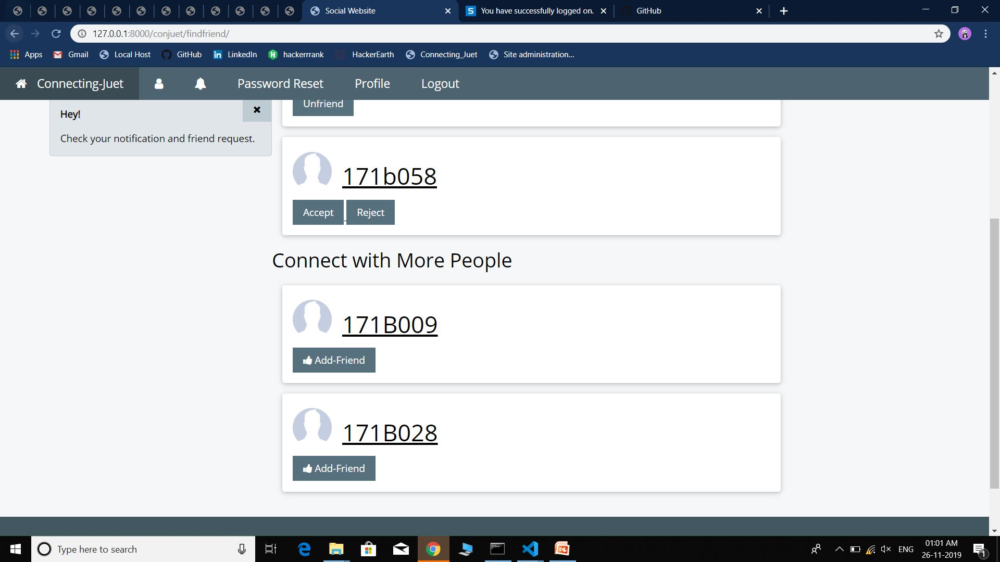 Social Website
You have successfully logged on.
GitHub
127.0.0.1:8000/conjuet/findfriend/
Apps
Gmail
Local Host
GitHub
LinkedIn
hackerrrank
HackerEarth
Connecting_Juet
Site administration...
Connecting-Juet
Password Reset
Profile
Logout
Hey!
Check your notification and friend request.
Unfriend
171b058
Accept
Reject
Connect with More People
171B009
Add-Friend
171B028
Add-Friend
Type here to search
ENG
01:01 AM
26-11-2019
1